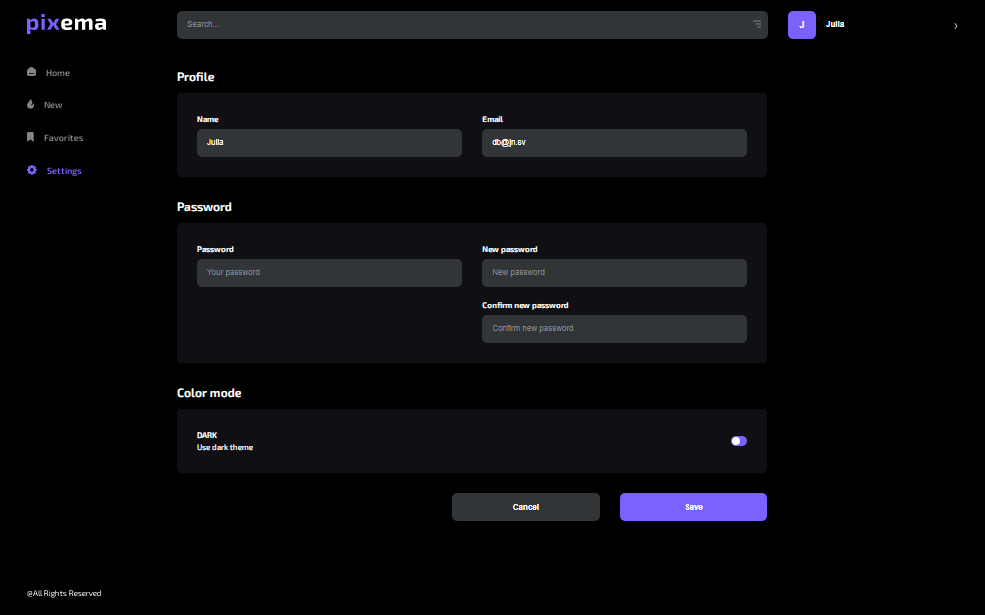 pixema
Search...
J
Julia
Home
New
Favorites
Settings
Profile
Name
Email
Julia
db@jn.sv
Password
Password
New password
Your password
New password
Confirm new password
Confirm new password
Color mode
DARK
Use dark theme
Cancel
Save
@All Rights Reserved